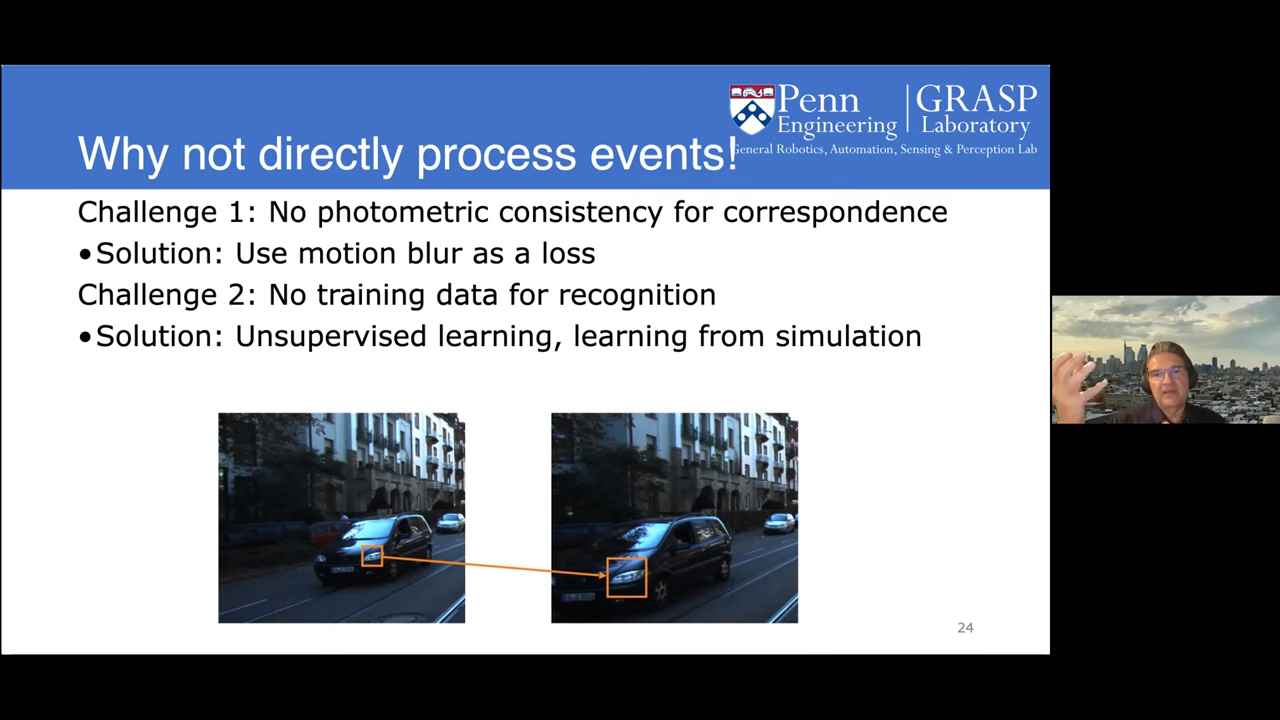 Penn
Engineering
GRASP
Laboratory
General Robotics, Automation, Sensing & Perception Lab
Why not directly process events!
Challenge 1: No photometric consistency for correspondence
•Solution: Use motion blur as a loss
Challenge 2: No training data for recognition
•Solution: Unsupervised learning, learning from simulation
24